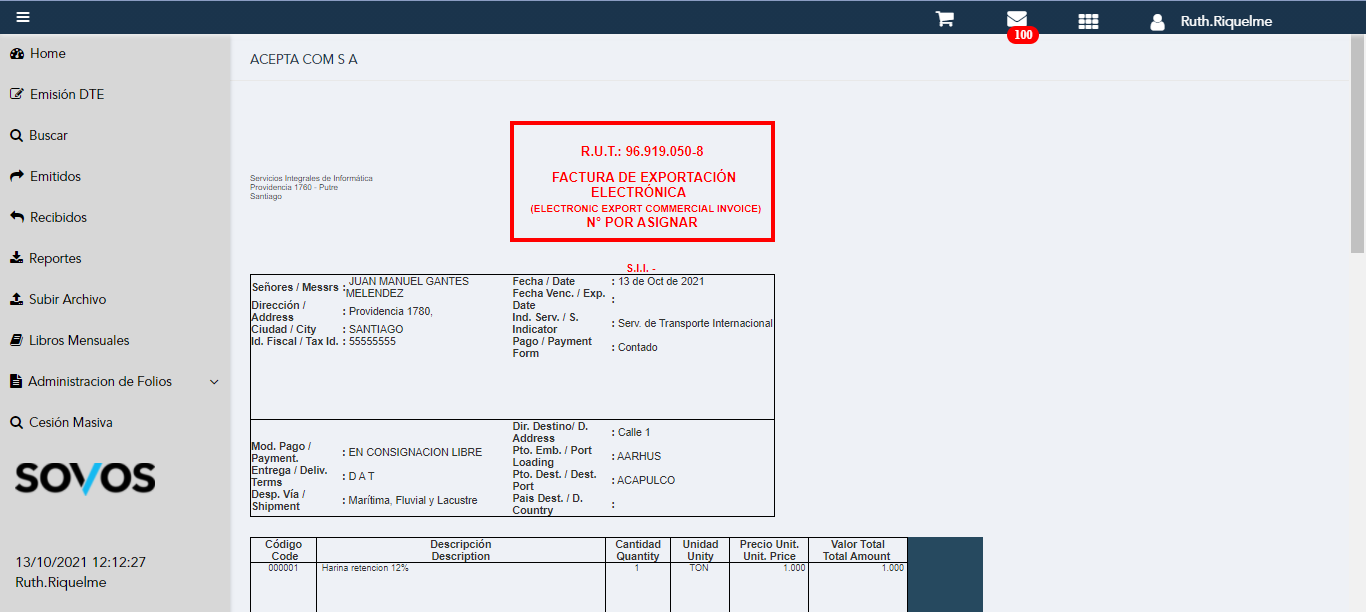 Ruth.Riquelme
100
Home
Emisión DTE
Buscar
Emitidos
Recibidos
Reportes
Subir Archivo
Libros Mensuales
Administracion de Folios
Cesión Masiva
SOVOS
13/10/2021 12:12:27
Ruth.Riquelme
ACEPTA COM S A
Servicios Integrales de Informática
Providencia 1760 - Putre
Santiago
R.U.T.: 96.919.050-8
FACTURA DE EXPORTACIÓN
ELECTRÓNICA
(ELECTRONIC EXPORT COMMERCIAL INVOICE)
N° POR ASIGNAR
S.I.I. -
Señores / Messrs : JUAN MANUEL GANTES
MELENDEZ
Dirección /
Address : Providencia 1780,
Ciudad / City : SANTIAGO
Id. Fiscal / Tax Id. : 55555555
Fecha / Date : 13 de Oct de 2021
Fecha Venc. / Exp.
Date :
Ind. Serv / S.
Indicator : Serv. de Transporte Internacional
Pago / Payment
Form : Contado
Mod. Pago /
Payment. : EN CONSIGNACION LIBRE
Entrega / Deliv.
Terms : D A T
Desp. Vía /
Shipment : Marítima, Fluvial y Lacustre
Dir. Destino/ D.
Address : Calle 1
Pto. Emb. / Port
Loading : AARHUS
Pto. Dest. / Dest.
Port : ACAPULCO
Pais Dest. / D.
Country :
Código Descripción Cantidad Unidad Precio Unit. Valor Total
Code Description Quantity Unity Unit. Price Total Amount
000001 Harina retencion 12% 1 TON 1.000 1.000